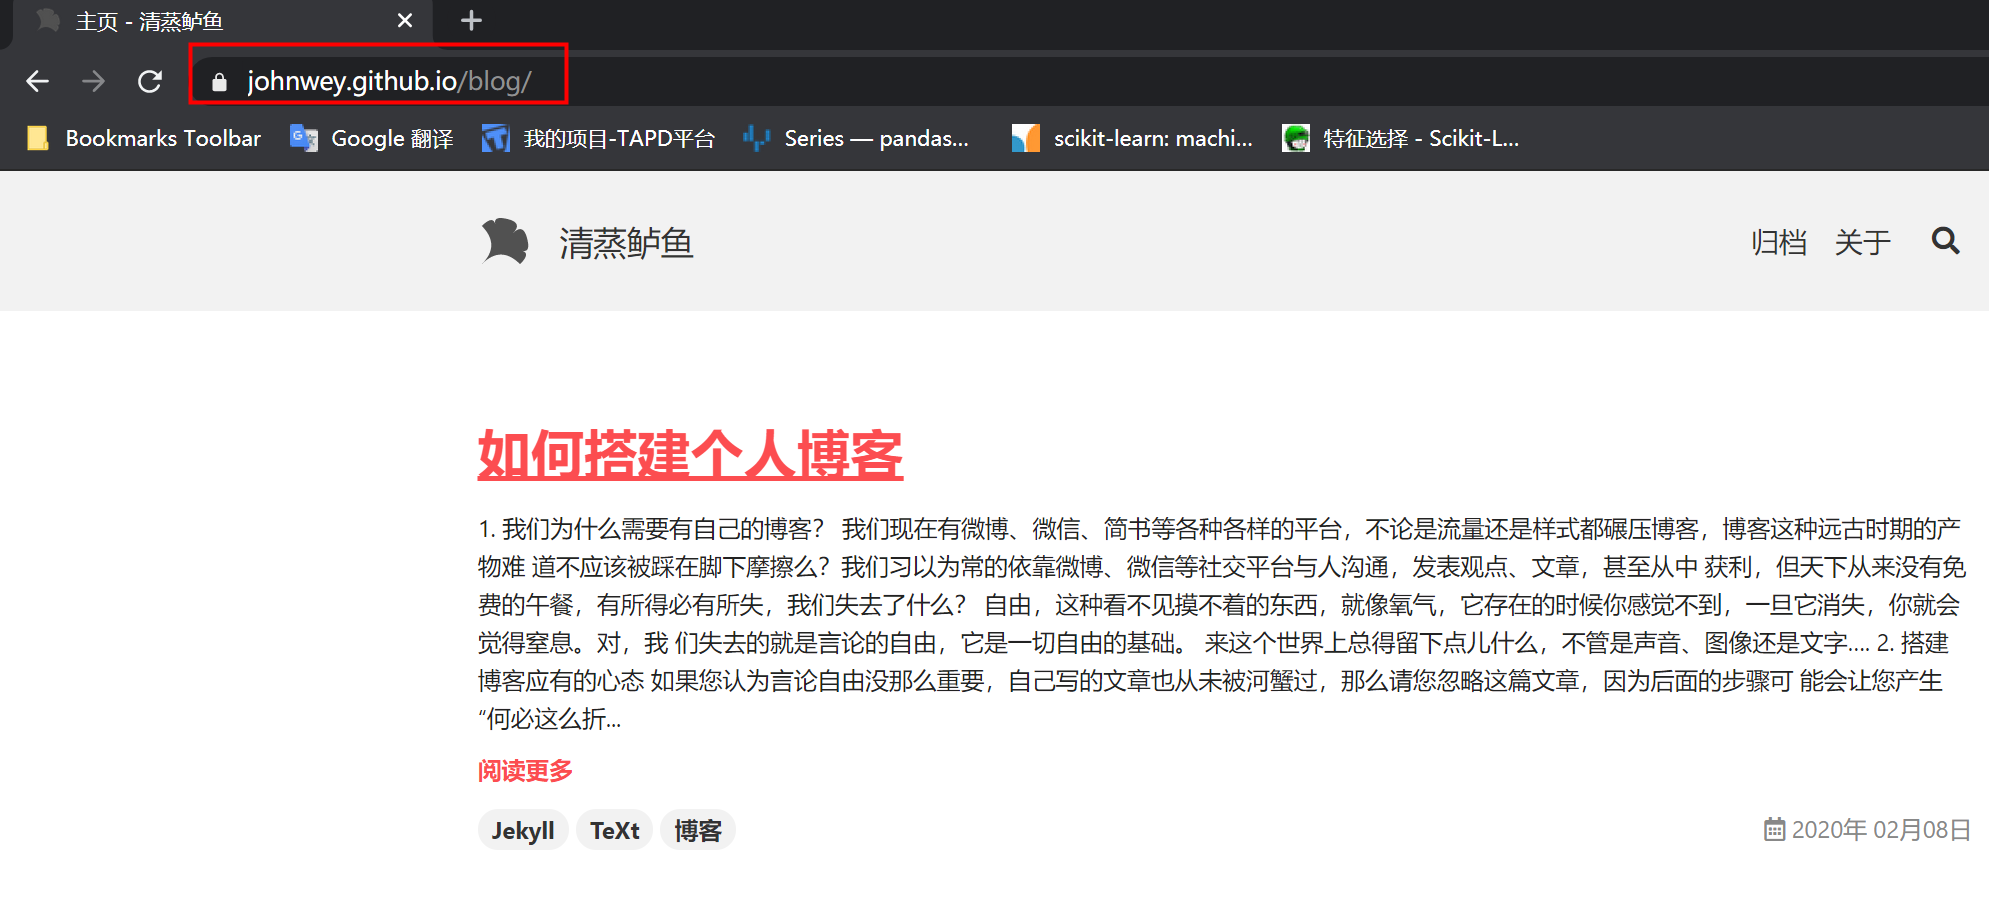 主页 - 清蒸鲈鱼
johnwey.github.io/blog/
Bookmarks Toolbar Google 翻译 我的项目-TAPD平台 Series — pandas... scikit-learn: machi... 特征选择 - Scikit-L...
清蒸鲈鱼 归档 关于
如何搭建个人博客
1. 我们为什么需要有自己的博客？ 我们现在有微博、微信、简书等各种各样的平台，不论是流量还是样式都碾压博客，博客这种远古时期的产
物难 道不应该被踩在脚下摩擦么？我们习以为常的依靠微博、微信等社交平台与人沟通，发表观点、文章，甚至从中 获利，但天下从来没有免
费的午餐，有所得必有所失，我们失去了什么？ 自由，这种看不见摸不着的东西，就像氧气，它存在的时候你感觉不到，一旦它消失，你就会
觉得窒息。对，我 们失去的就是言论的自由，它是一切自由的基础。 来这个世界上总得留下点儿什么，不管是声音、图像还是文字.... 2. 搭建
博客应有的心态 如果您认为言论自由没那么重要，自己写的文章也从未被河蟹过，那么请您忽略这篇文章，因为后面的步骤可 能会让您产生
“何必这么折...
阅读更多
Jekyll TeXt 博客 2020年 02月08日